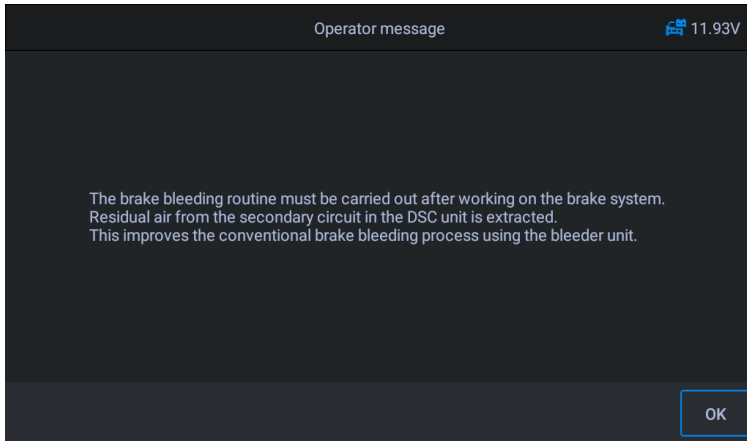 Operator message
11.93V
The brake bleeding routine must be carried out after working on the brake system.
Residual air from the secondary circuit in the DSC unit is extracted.
This improves the conventional brake bleeding process using the bleeder unit.
OK